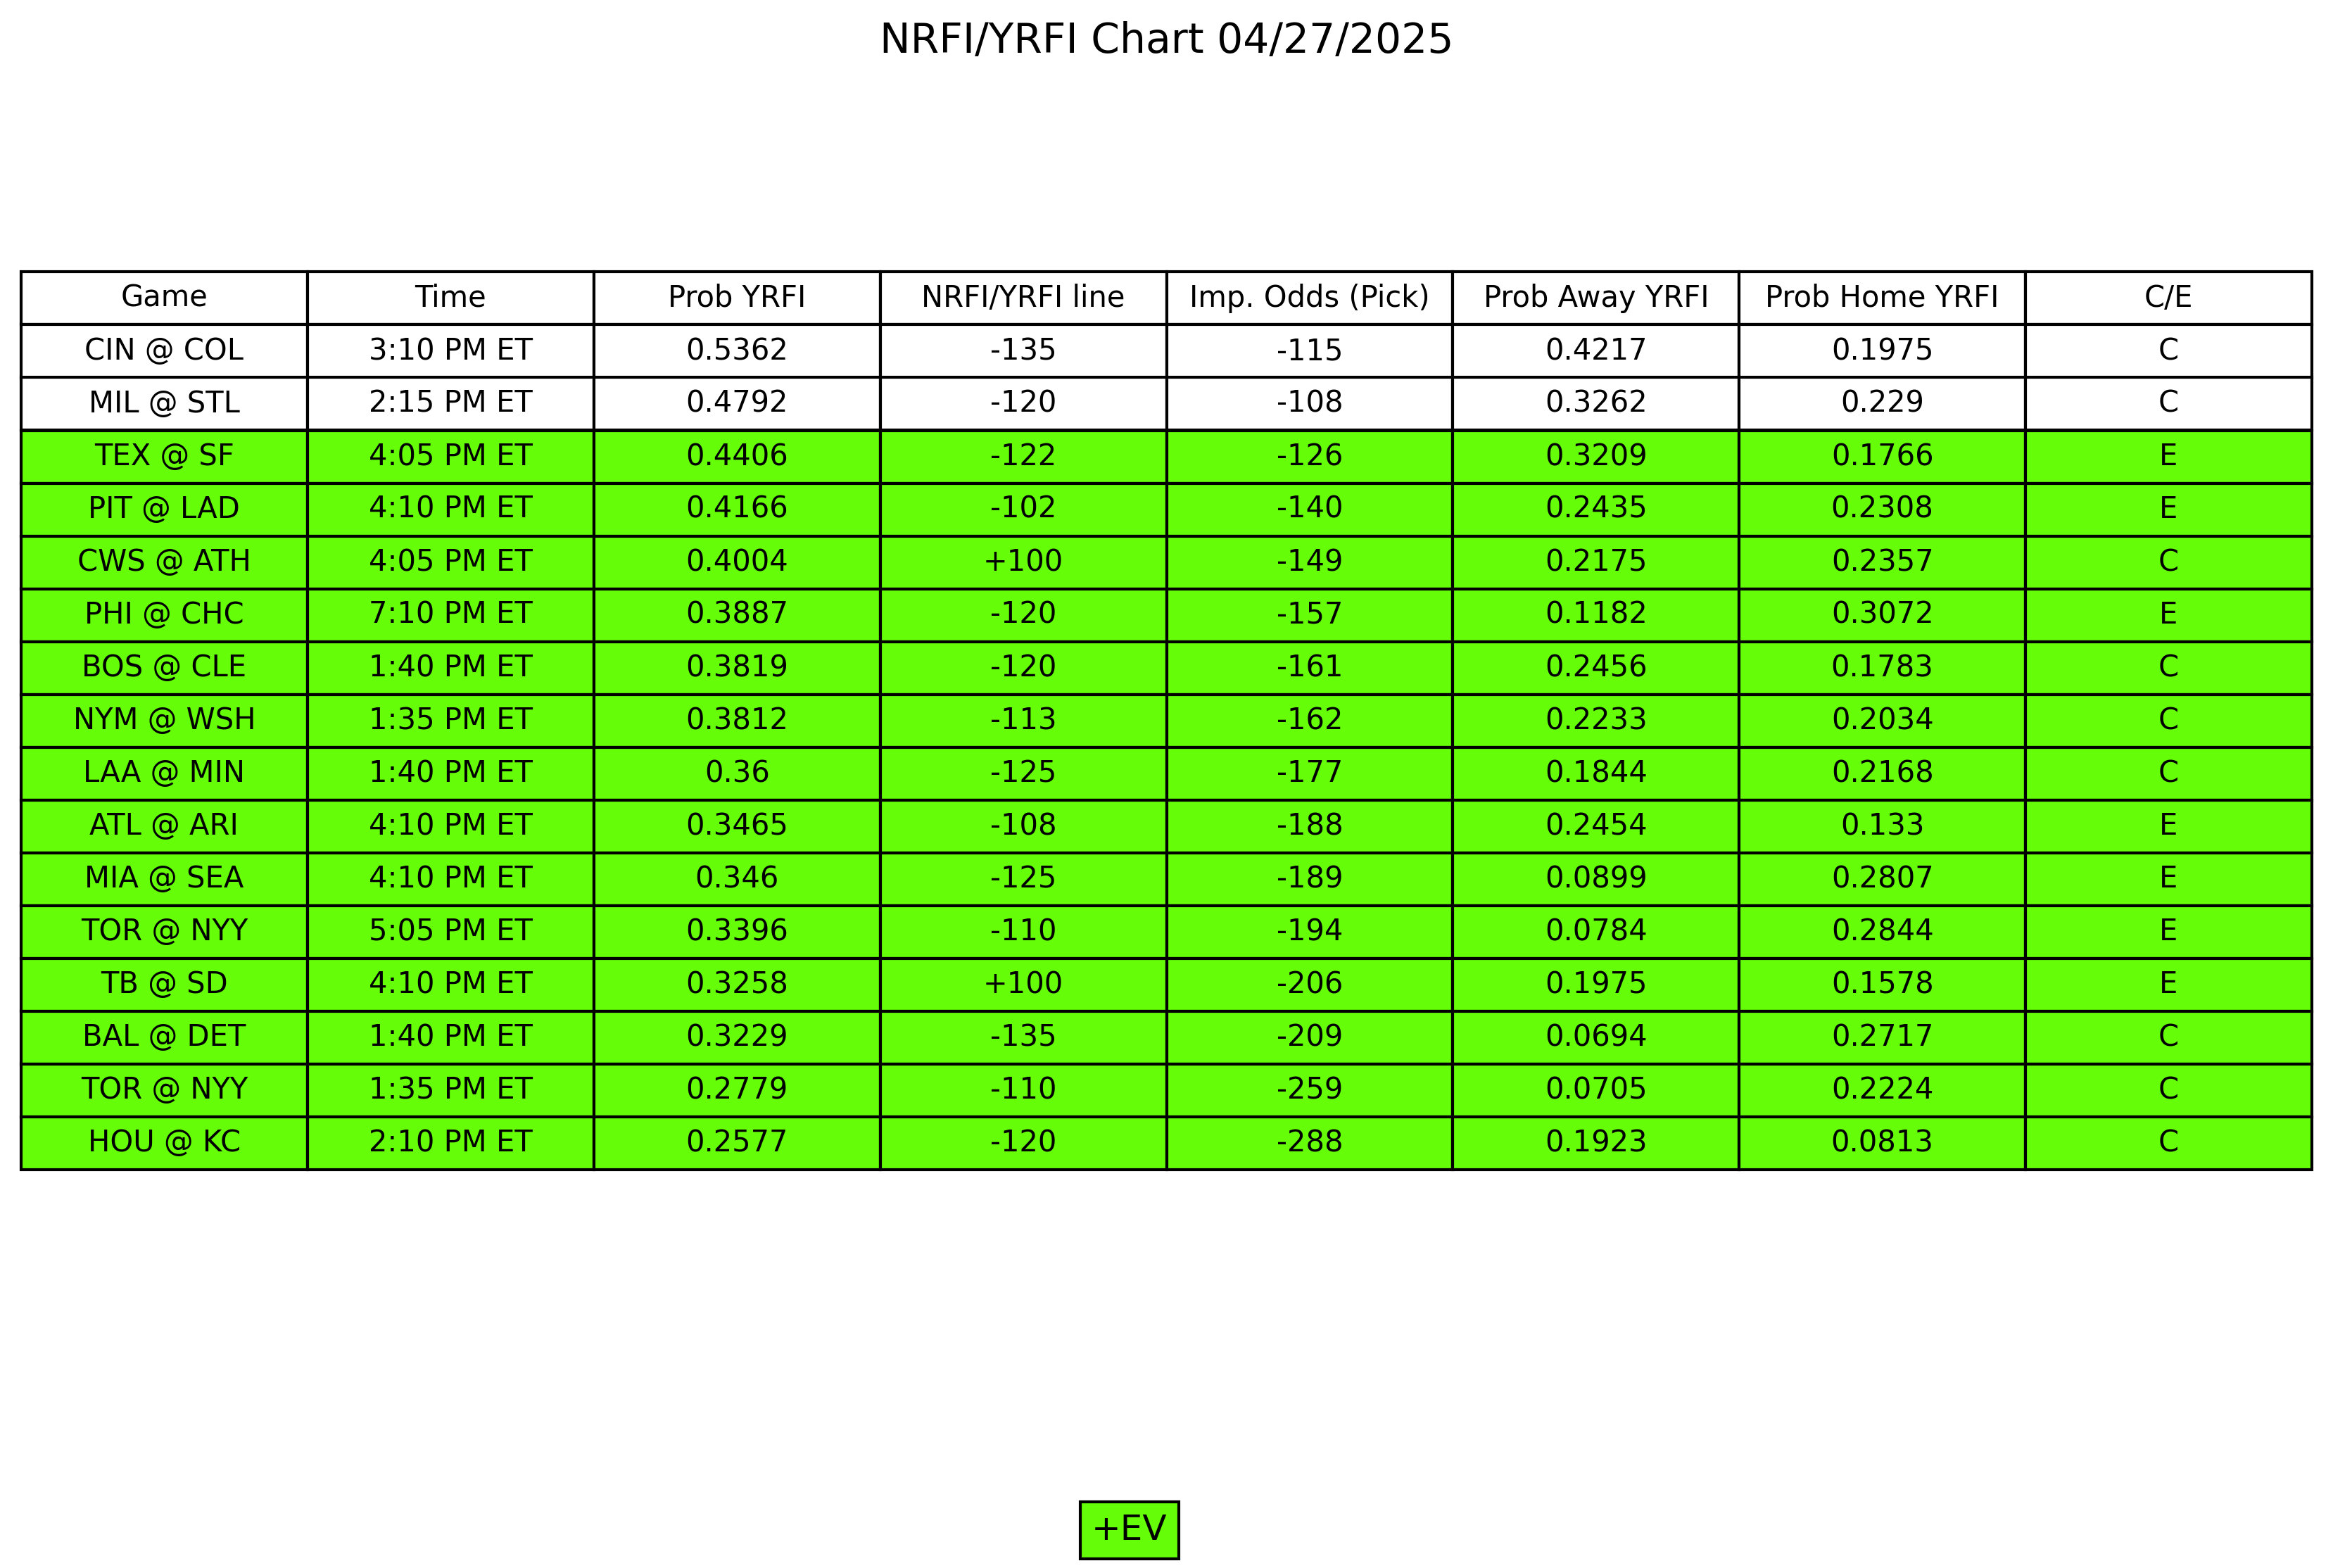 NRFI/YRFI Chart 04/27/2025
Game Time Prob YRFI NRFI/YRFI line Imp. Odds (Pick) Prob Away YRFI Prob Home YRFI C/E
CIN @ COL 3:10 PM ET 0.5362 -135 -115 0.4217 0.1975 C
MIL @ STL 2:15 PM ET 0.4792 -120 -108 0.3262 0.229 C
TEX @ SF 4:05 PM ET 0.4406 -122 -126 0.3209 0.1766 E
PIT @ LAD 4:10 PM ET 0.4166 -102 -140 0.2435 0.2308 E
CWS @ ATH 4:05 PM ET 0.4004 +100 -149 0.2175 0.2357 C
PHI @ CHC 7:10 PM ET 0.3887 -120 -157 0.1182 0.3072 E
BOS @ CLE 1:40 PM ET 0.3819 -120 -161 0.2456 0.1783 C
NYM @ WSH 1:35 PM ET 0.3812 -113 -162 0.2233 0.2034 C
LAA @ MIN 1:40 PM ET 0.36 -125 -177 0.1844 0.2168 C
ATL @ ARI 4:10 PM ET 0.3465 -108 -188 0.2454 0.133 E
MIA @ SEA 4:10 PM ET 0.346 -125 -189 0.0899 0.2807 E
TOR @ NYY 5:05 PM ET 0.3396 -110 -194 0.0784 0.2844 E
TB @ SD 4:10 PM ET 0.3258 +100 -206 0.1975 0.1578 E
BAL @ DET 1:40 PM ET 0.3229 -135 -209 0.0694 0.2717 C
TOR @ NYY 1:35 PM ET 0.2779 -110 -259 0.0705 0.2224 C
HOU @ KC 2:10 PM ET 0.2577 -120 -288 0.1923 0.0813 C
+EV